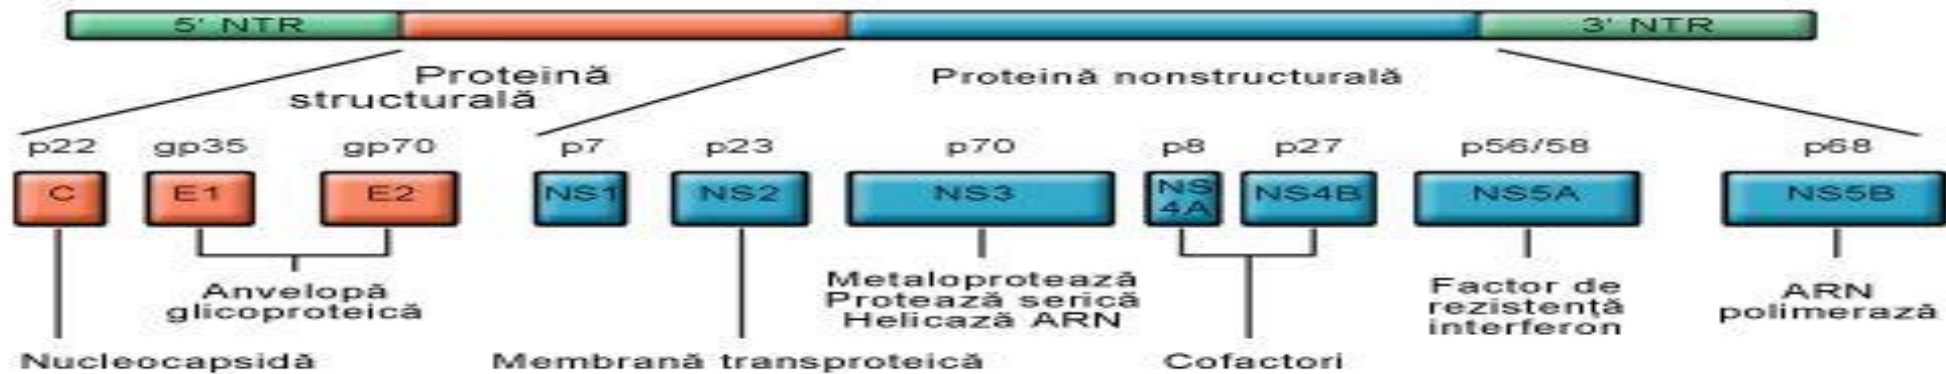 5' NTR
3' NTR
Proteină
structurală
Proteină nonstructurală
p22 gp35 gp70 p7 p23 p70 p8 p27 p56/58 p68
C E1 E2 NS1 NS2 NS3 NS 4A NS4B NS5A NS5B
Anvelopă
glicoproteică
Metaloprotează
Protează serică
Helicază ARN
Factor de
rezistenţă
interferon
ARN
polimerază
Nucleocapsidă
Membrană transproteică
Cofactori